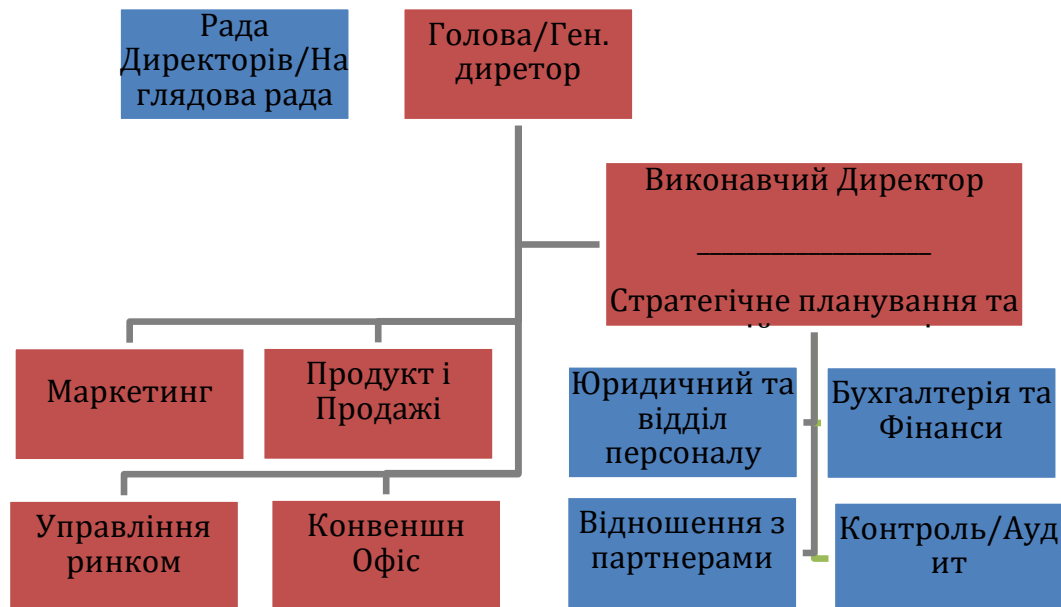 Рада
Директорів/На
глядова рада
Голова/Ген.
диретор
Виконавчий Директор
___________________
Стратегічне планування та
Маркетинг
Продукт і
Продажі
Юридичний та
відділ
персоналу
Бухгалтерія та
Фінанси
Управління
ринком
Конвеншн
Офіс
Відношення з
партнерами
Контроль/Ауд
ит